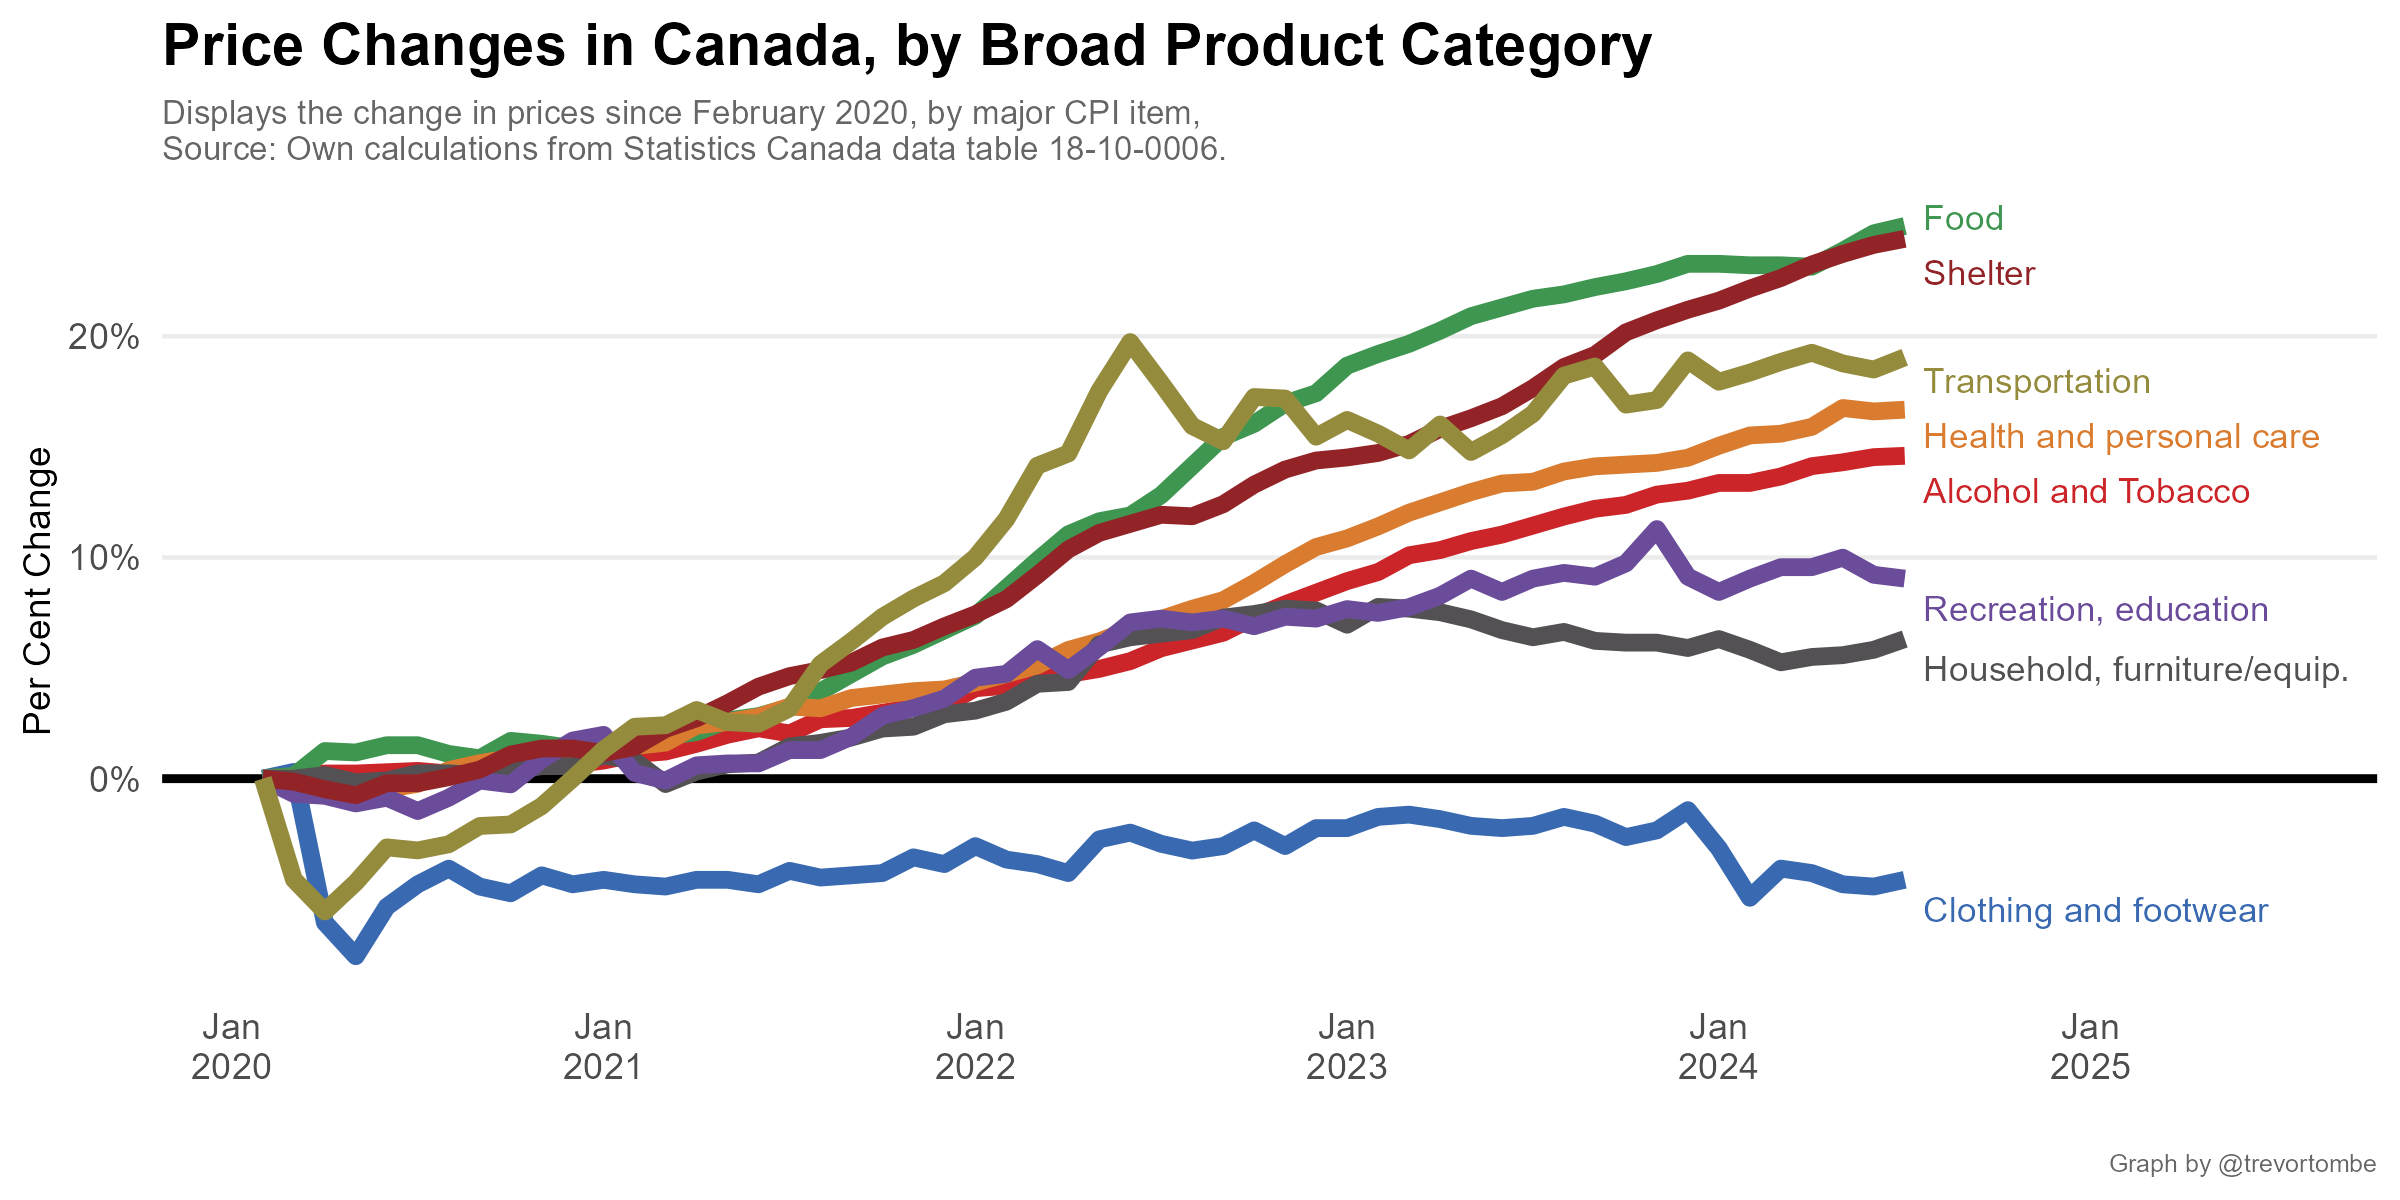 Price Changes in Canada, by Broad Product Category
Displays the change in prices since February 2020, by major CPI item,
Source: Own calculations from Statistics Canada data table 18-10-0006.
Per Cent Change
20%
10%
0%
Food
Shelter
Transportation
Health and personal care
Alcohol and Tobacco
Recreation, education
Household, furniture/equip.
Clothing and footwear
Jan
2020
Jan
2021
Jan
2022
Jan
2023
Jan
2024
Jan
2025
Graph by @trevortombe